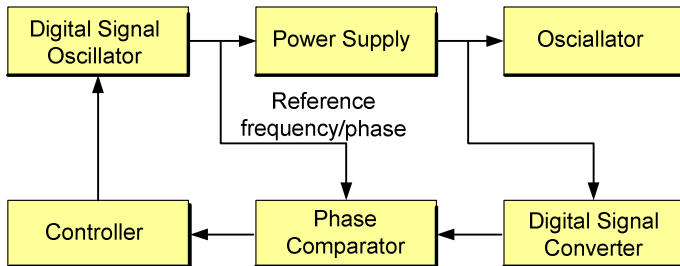 Digital Signal
Oscillator
Power Supply
Osciallator
Reference
frequency/phase
Controller
Phase
Comparator
Digital Signal
Converter